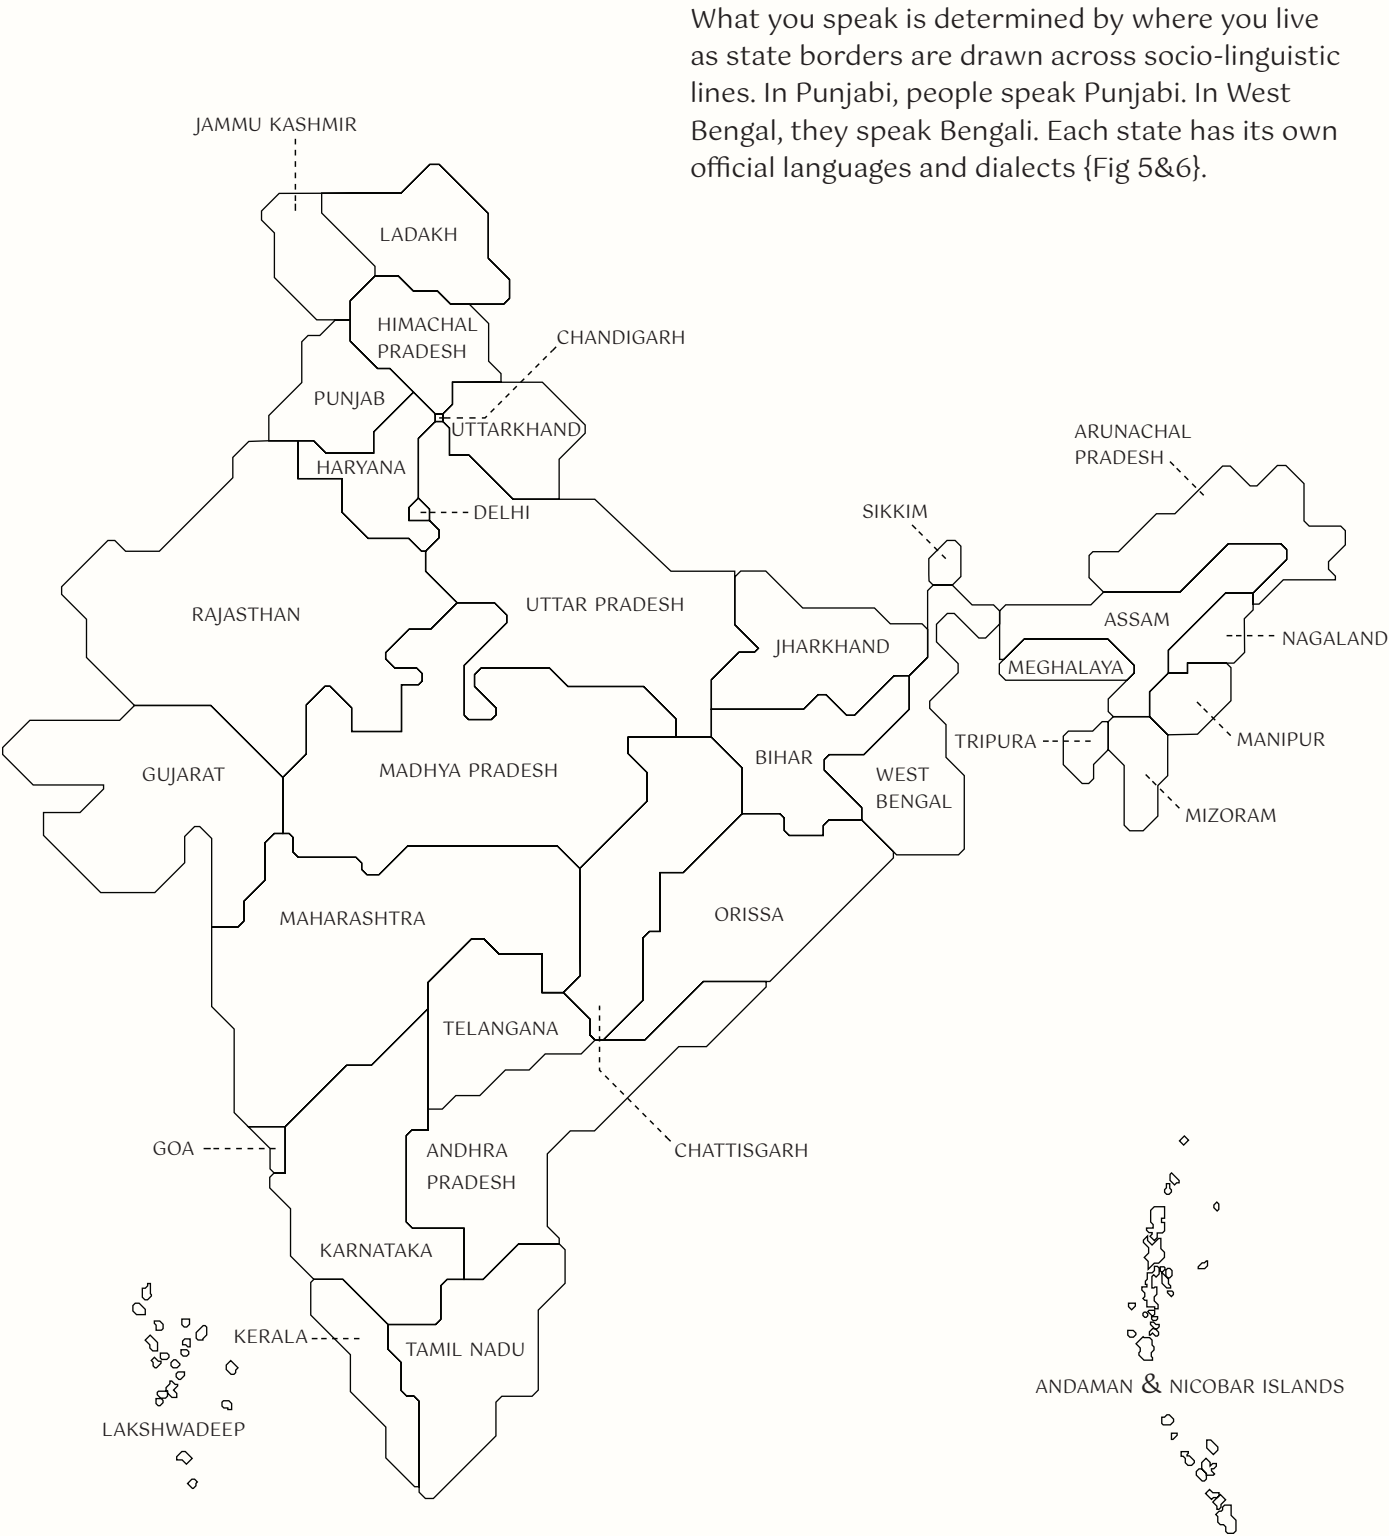 What you speak is determined by where you live
as state borders are drawn across socio-linguistic
lines. In Punjabi, people speak Punjabi. In West
Bengal, they speak Bengali. Each state has its own
official languages and dialects {Fig 5&6}.
JAMMU KASHMIR
LADAKH
HIMACHAL
PRADESH
CHANDIGARH
PUNJAB
UTTARKHAND
HARYANA
DELHI
ARUNACHAL
PRADESH
SIKKIM
RAJASTHAN
UTTAR PRADESH
JHARKHAND
ASSAM
NAGALAND
MEGHALAYA
MANIPUR
TRIPURA
MIZORAM
GUJARAT
MADHYA PRADESH
BIHAR
WEST
BENGAL
MAHARASHTRA
ORISSA
TELANGANA
GOA
ANDHRA
PRADESH
CHATTISGARH
KARNATAKA
KERALA
TAMIL NADU
LAKSHWADEEP
ANDAMAN & NICOBAR ISLANDS